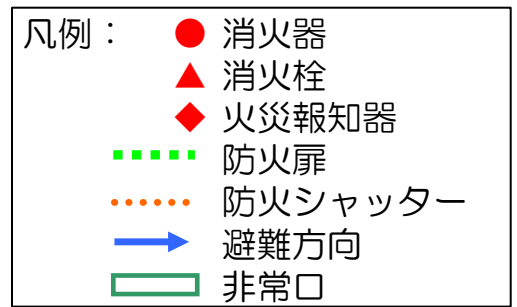 凡例： 消火器
消火栓
火災報知器
防火扉
防火シャッター
避難方向
非常口